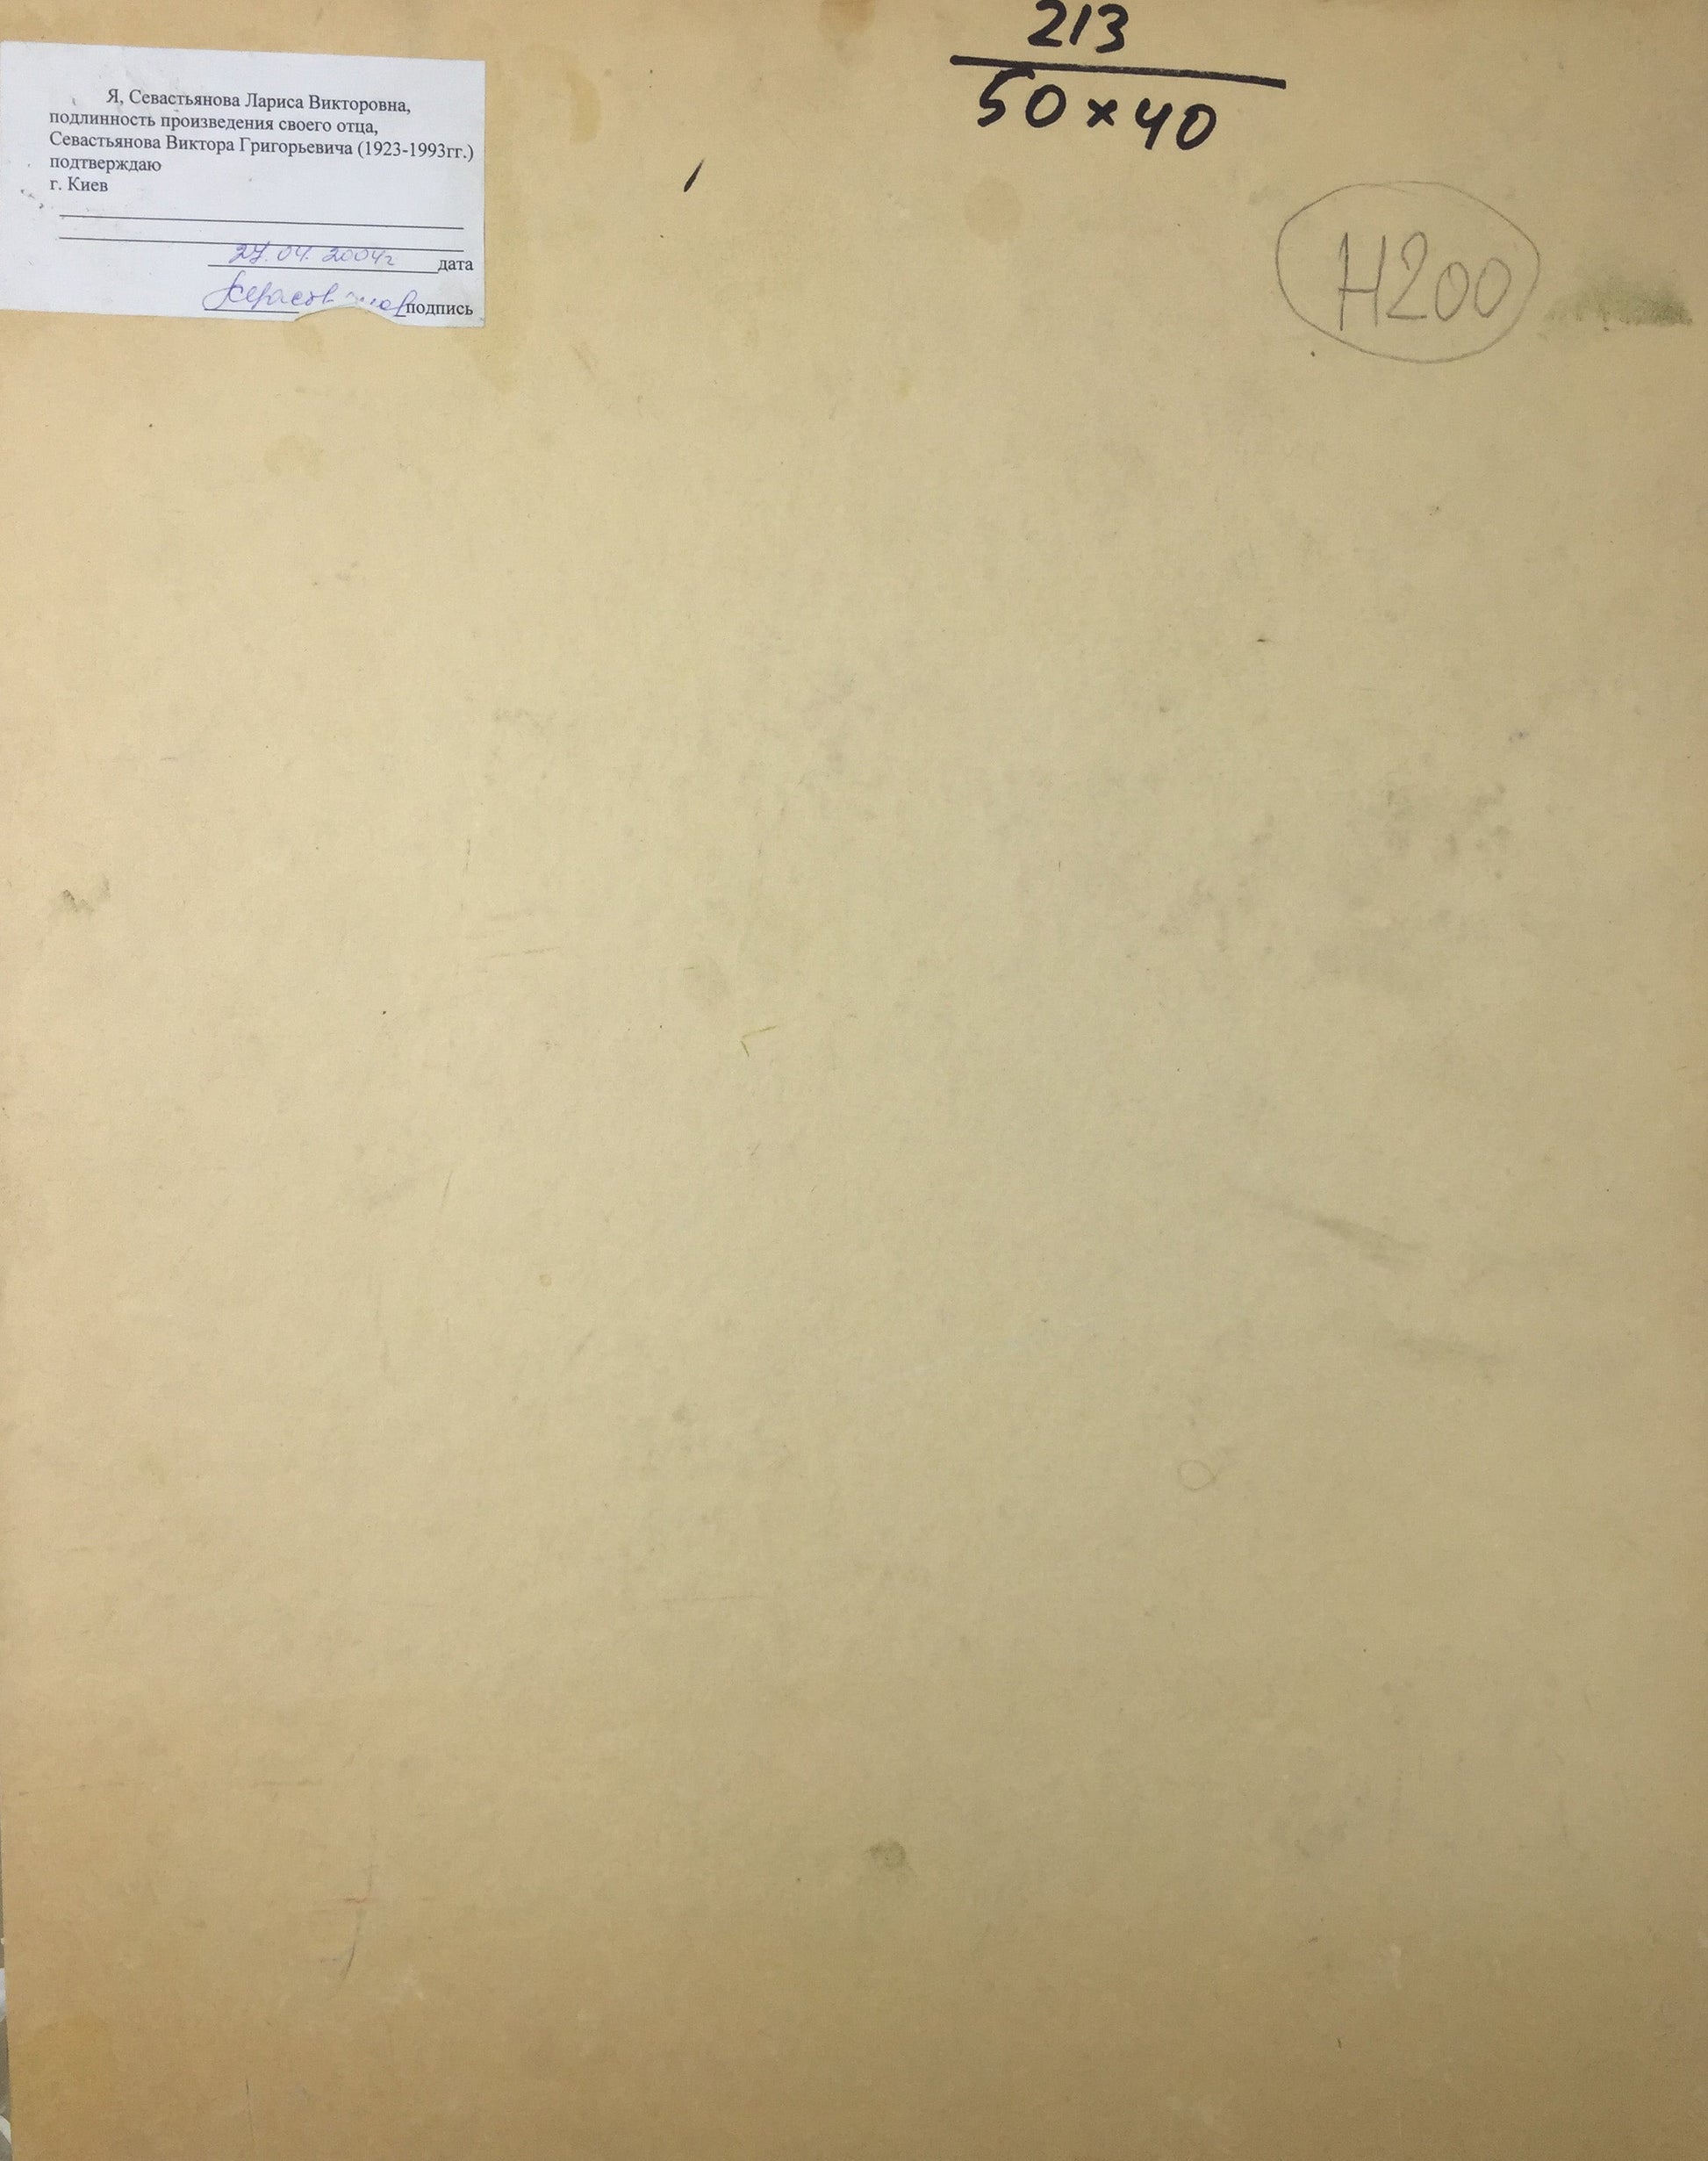 213
50×40
Я, Севастьянова Лариса Викторовна,
подлинность произведения своего отца,
Севастьянова Виктора Григорьевича (1923-1993гг.)
подтверждаю
г. Киев
27.04.2004г дата
подпись
Н200